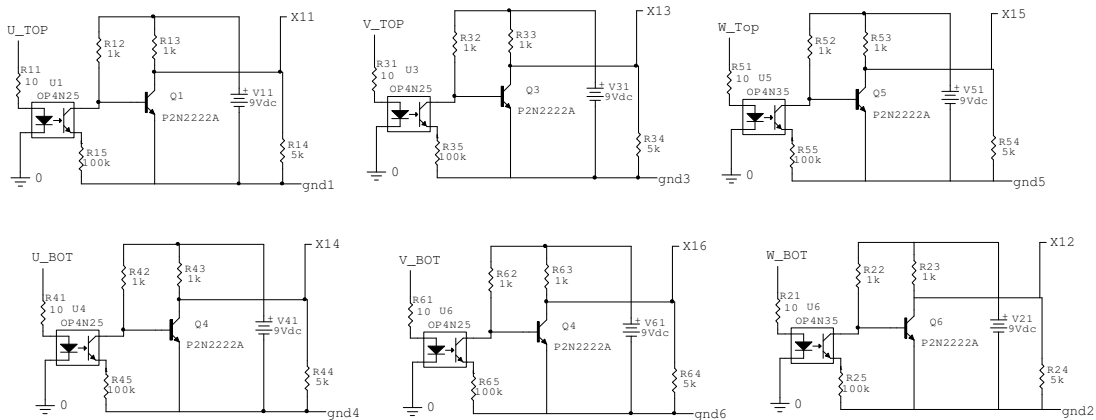 U_TOP
R11
10
U1
OP4N25
R12
1k
R13
1k
Q1
P2N2222A
V11
9Vdc
X11
R14
5k
R15
100k
0
gnd1
V_TOP
R31
10
U3
OP4N25
R32
1k
R33
1k
Q3
P2N2222A
V31
9Vdc
X13
R34
5k
R35
100k
0
gnd3
W_Top
R51
10
U5
OP4N35
R52
1k
R53
1k
Q5
P2N2222A
V51
9Vdc
X15
R54
5k
R55
100k
0
gnd5
U_BOT
R41
10
U4
OP4N25
R42
1k
R43
1k
Q4
P2N2222A
V41
9Vdc
X14
R44
5k
R45
100k
0
gnd4
V_BOT
R61
10
U6
OP4N25
R62
1k
R63
1k
Q4
P2N2222A
V61
9Vdc
X16
R64
5k
R65
100k
0
gnd6
W_BOT
R21
10
U6
OP4N35
R22
1k
R23
1k
Q6
P2N2222A
V21
9Vdc
X12
R24
5k
R25
100k
0
gnd2